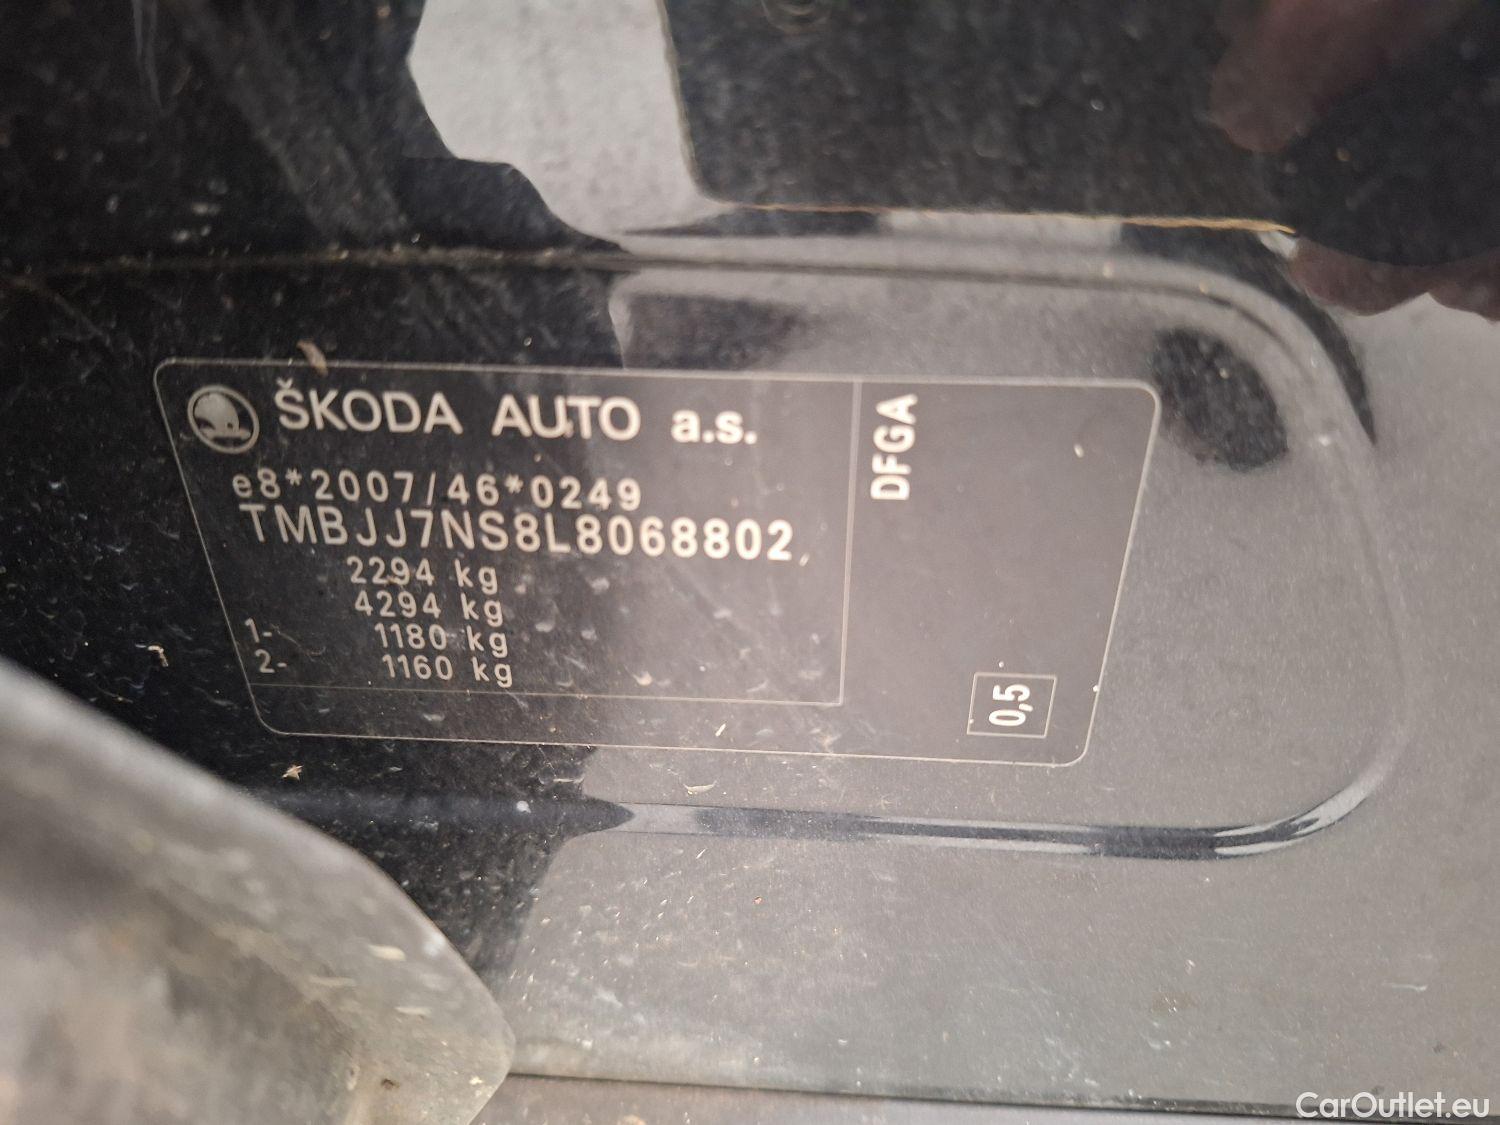 ŠKODA AUTO a.s.
e8*2007/46*0249
TMBJJ7NS8L8068802
2294 kg
4294 kg
1- 1180 kg
2- 1160 kg
DFGA
0,5
CarOutlet.eu